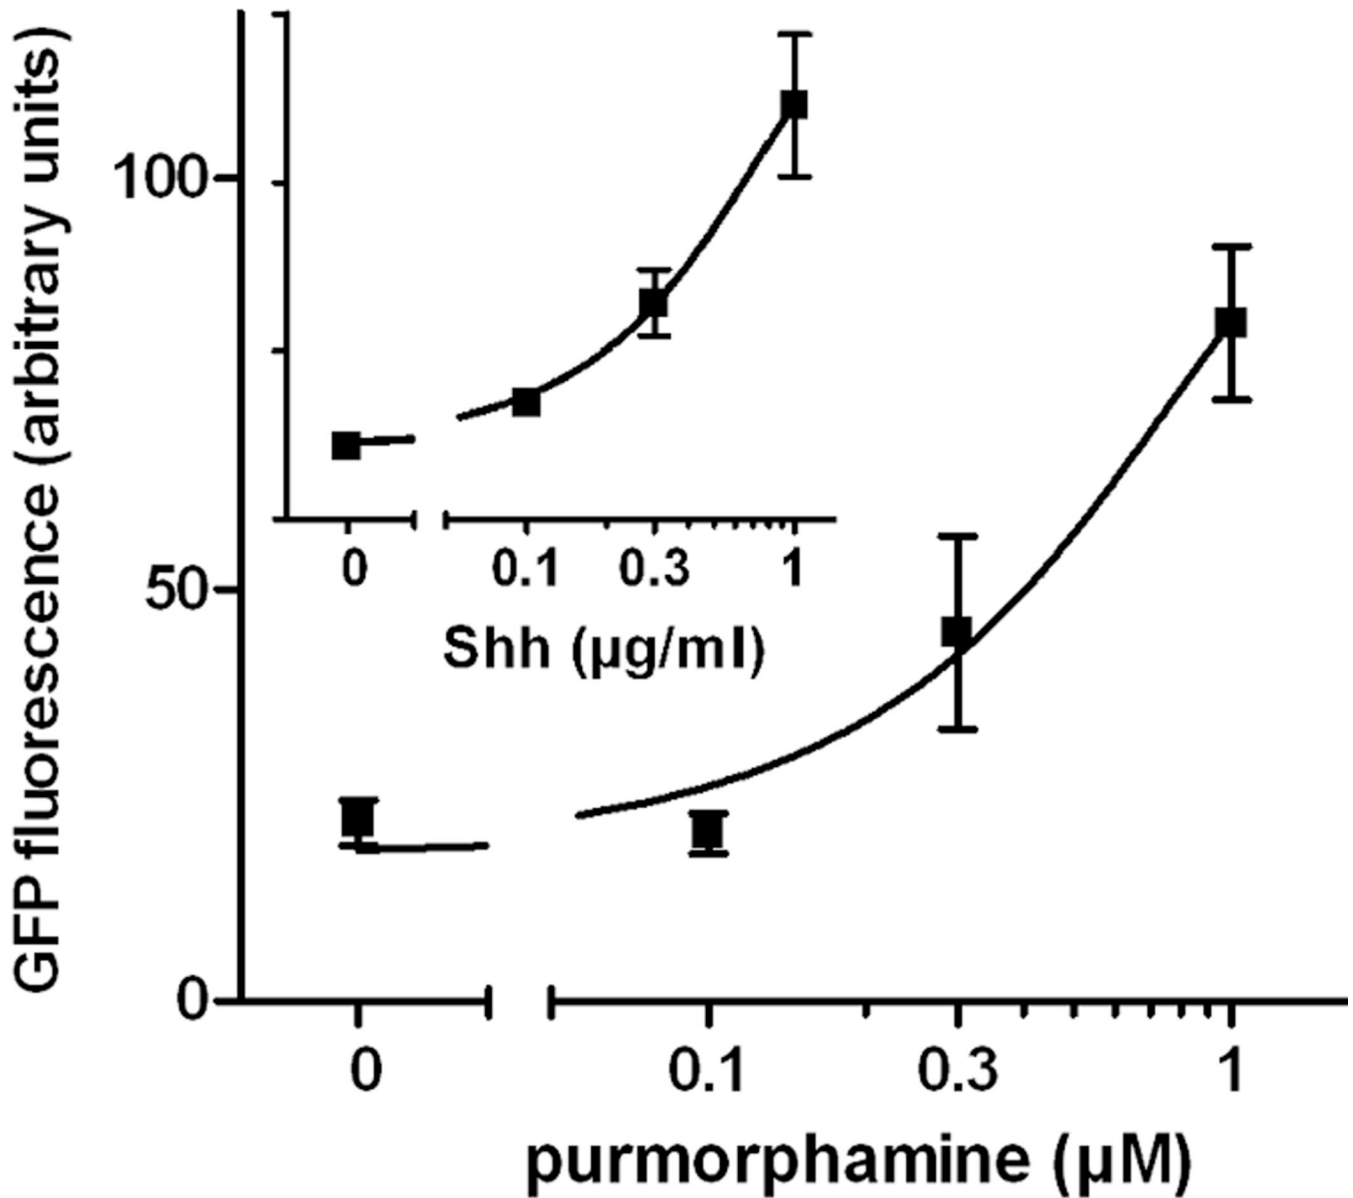 GFP fluorescence (arbitrary units)
100
50
0
0 0.1 0.3 1
Shh (µg/ml)
0 0.1 0.3 1
purmorphamine (µM)